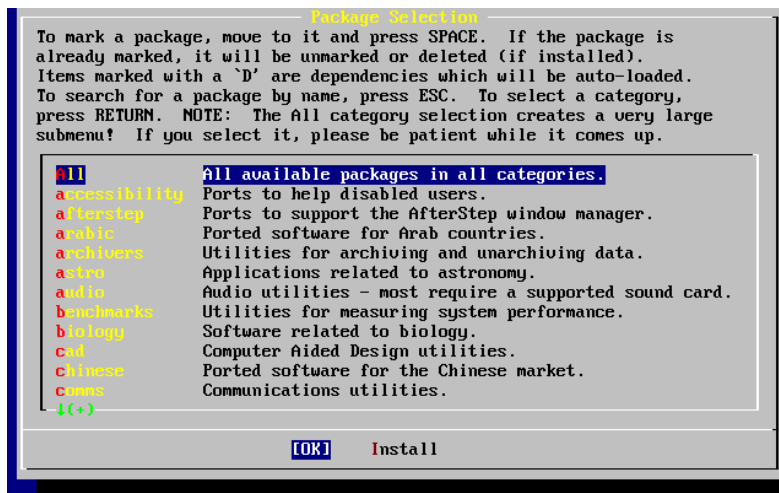 Package Selection
To mark a package, move to it and press SPACE.  If the package is
already marked, it will be unmarked or deleted (if installed).
Items marked with a `D' are dependencies which will be auto-loaded.
To search for a package by name, press ESC.  To select a category,
press RETURN.  NOTE:  The All category selection creates a very large
submenu!  If you select it, please be patient while it comes up.
All All available packages in all categories.
accessibility Ports to help disabled users.
afterstep Ports to support the AfterStep window manager.
arabic Ported software for Arab countries.
archivers Utilities for archiving and unarchiving data.
astro Applications related to astronomy.
audio Audio utilities - most require a supported sound card.
benchmarks Utilities for measuring system performance.
biology Software related to biology.
cad Computer Aided Design utilities.
chinese Ported software for the Chinese market.
comms Communications utilities.
↓(+)
[OK] Install